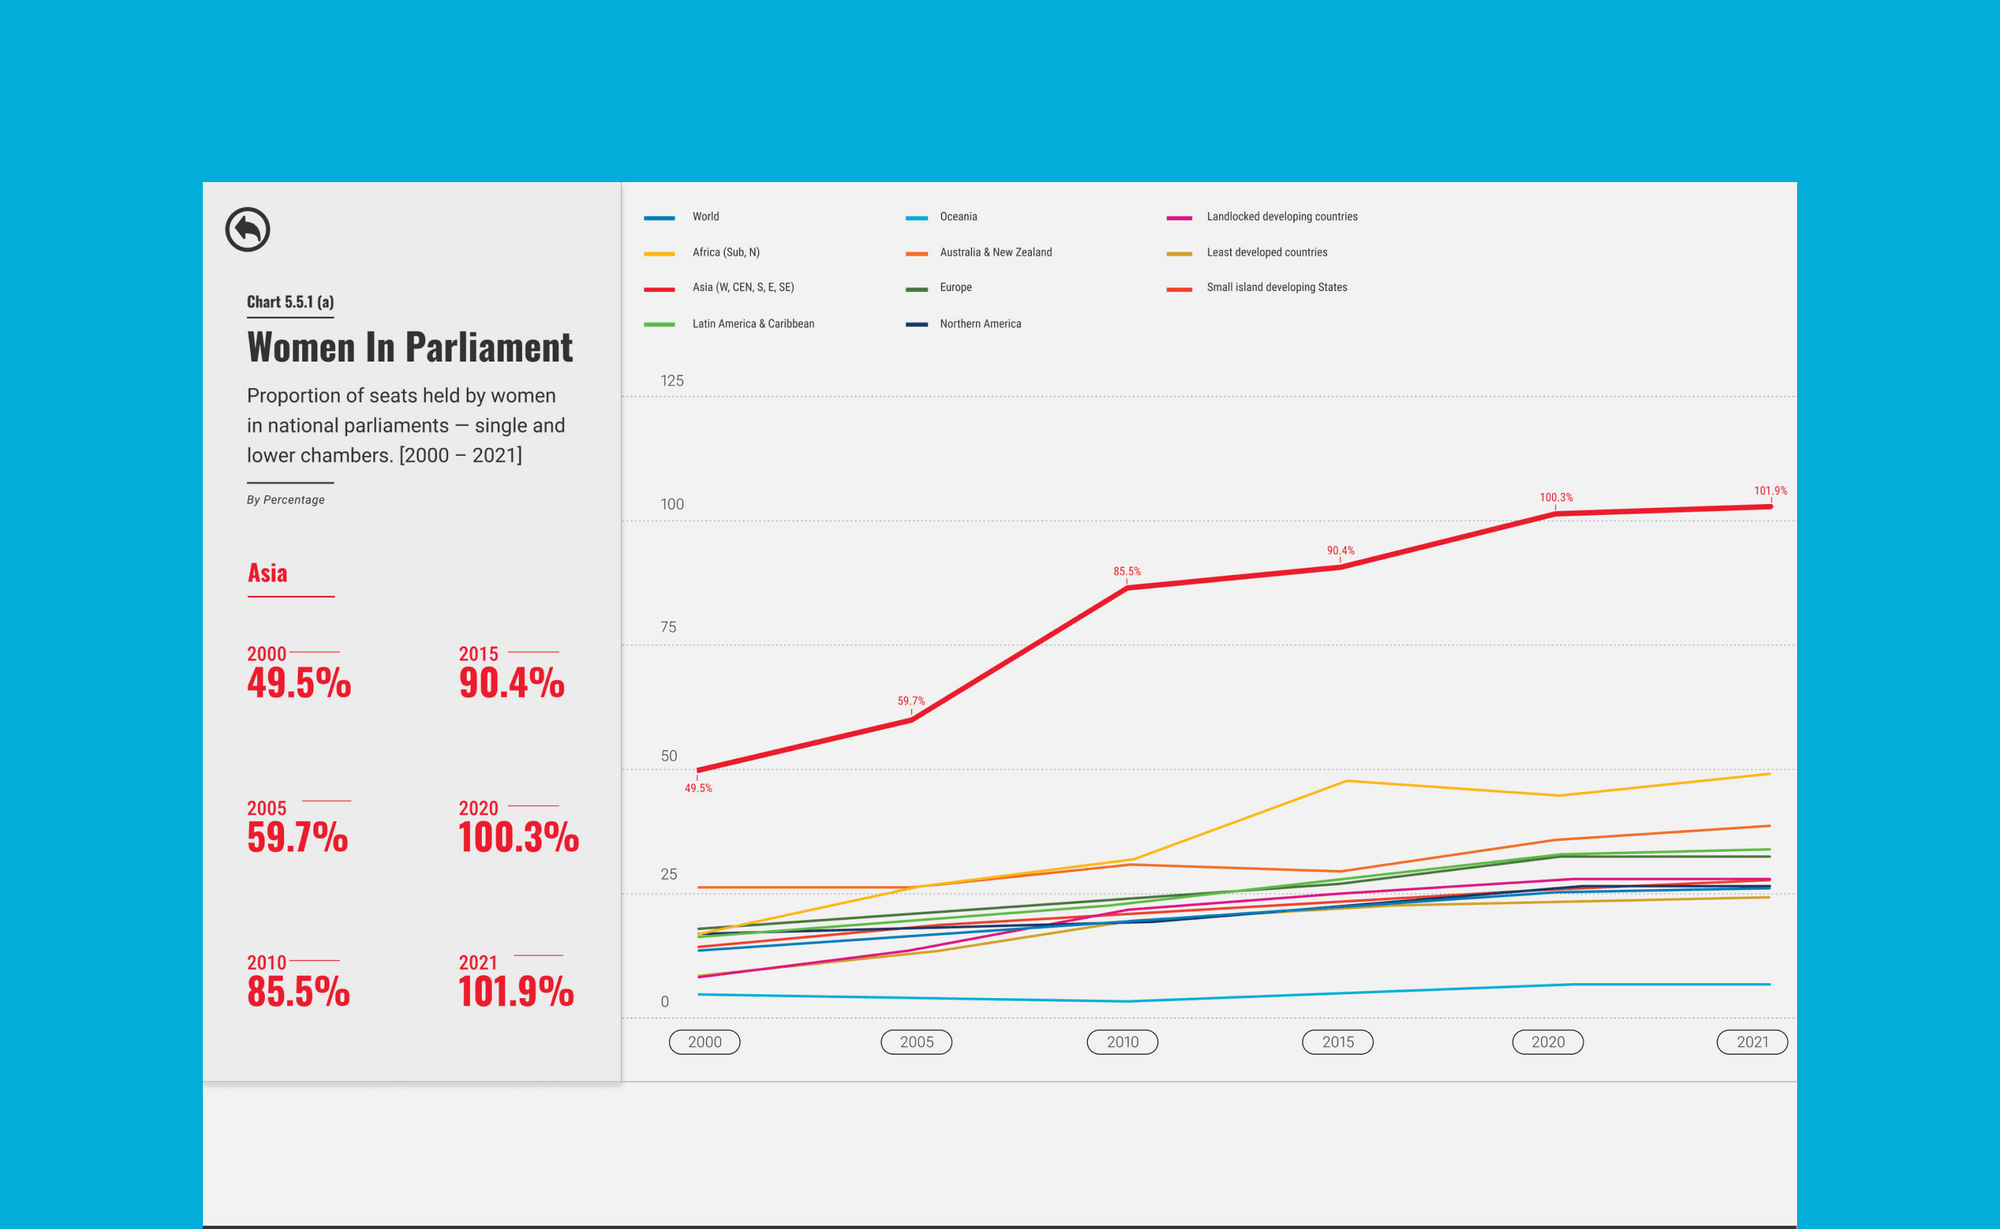 Chart 5.5.1 (a)
Women In Parliament
Proportion of seats held by women
in national parliaments — single and
lower chambers. [2000 – 2021]
By Percentage
Asia
2000
49.5%
2015
90.4%
2005
59.7%
2020
100.3%
2010
85.5%
2021
101.9%
World
Oceania
Landlocked developing countries
Africa (Sub, N)
Australia & New Zealand
Least developed countries
Asia (W, CEN, S, E, SE)
Europe
Small island developing States
Latin America & Caribbean
Northern America
125
100
75
50
25
0
49.5%
59.7%
85.5%
90.4%
100.3%
101.9%
2000
2005
2010
2015
2020
2021